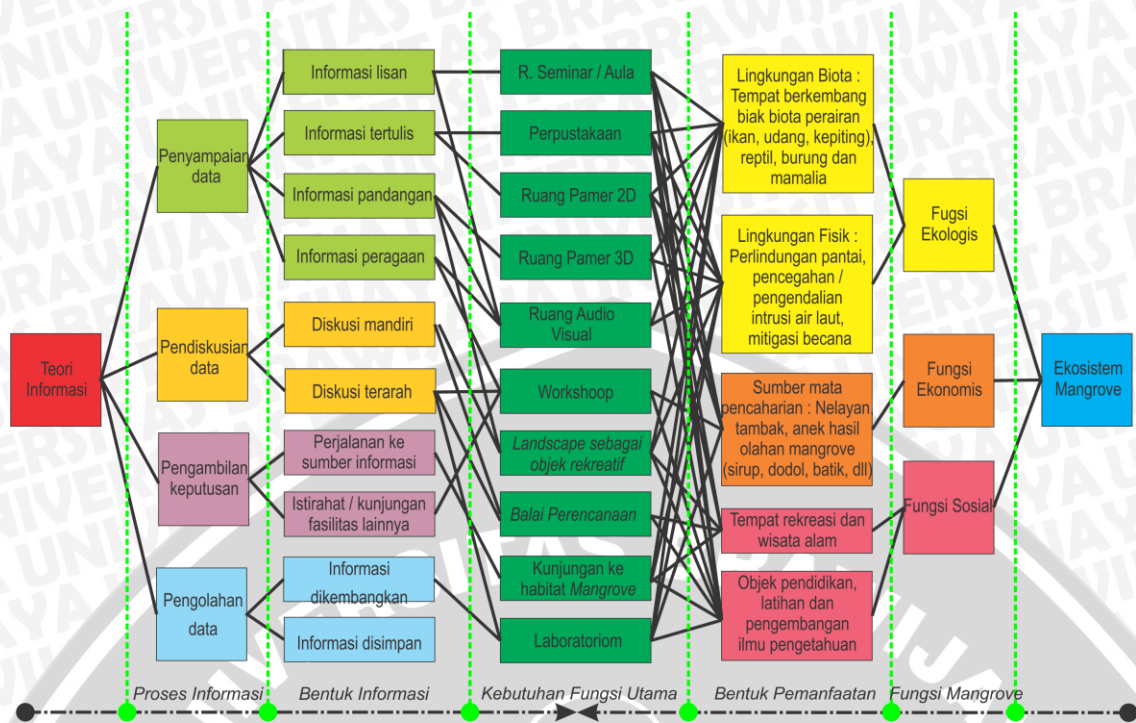 Teori
Informasi
Penyampaian
data
Pendiskusian
data
Pengambilan
keputusan
Pengolahan
data
Informasi lisan
Informasi tertulis
Informasi pandangan
Informasi peragaan
Diskusi mandiri
Diskusi terarah
Perjalanan ke
sumber informasi
Istirahat / kunjungan
fasilitas lainnya
Informasi
dikembangkan
Informasi disimpan
R. Seminar / Aula
Perpustakaan
Ruang Pamer 2D
Ruang Pamer 3D
Ruang Audio
Visual
Workshoop
Landscape sebagai
objek rekreatif
Balai Perencanaan
Kunjungan ke
habitat Mangrove
Laboratoriom
Lingkungan Biota :
Tempat berkembang
biak biota perairan
(ikan, udang, kepiting),
reptil, burung dan
mamalia
Lingkungan Fisik :
Perlindungan pantai,
pencegahan /
pengendalian
intrusi air laut,
mitigasi becana
Sumber mata
pencaharian : Nelayan,
tambak, anek hasil
olahan mangrove
(sirup, dodol, batik, dll)
Tempat rekreasi dan
wisata alam
Objek pendidikan,
latihan dan
pengembangan
ilmu pengetahuan
Fugsi
Ekologis
Fungsi
Ekonomis
Fungsi Sosial
Ekosistem
Mangrove
Proses Informasi
Bentuk Informasi
Kebutuhan Fungsi Utama
Bentuk Pemanfaatan
Fungsi Mangrove